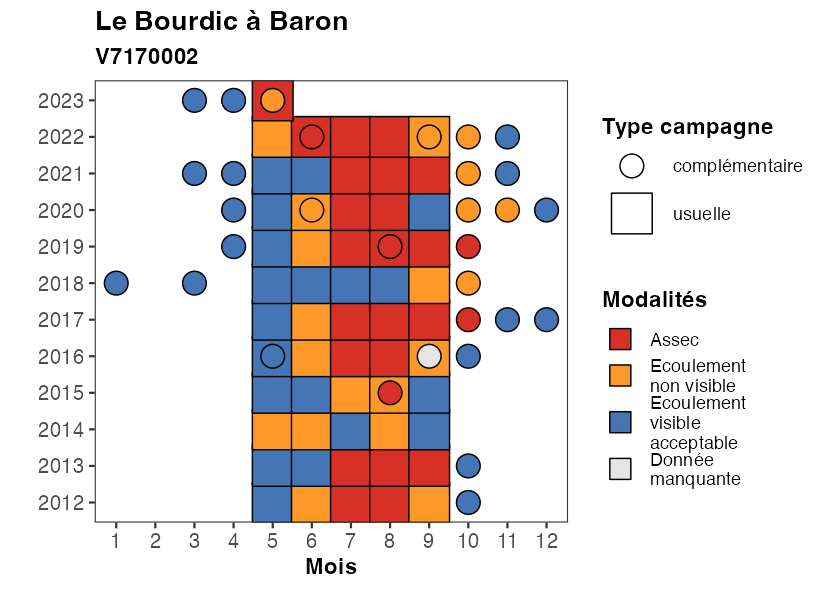 Le Bourdic à Baron
V7170002
2023
2022
2021
2020
2019
2018
2017
2016
2015
2014
2013
2012
1 2 3 4 5 6 7 8 9 10 11 12
Mois
Type campagne
complémentaire
usuelle
Modalités
Assec
Ecoulement
non visible
Ecoulement
visible
acceptable
Donnée
manquante